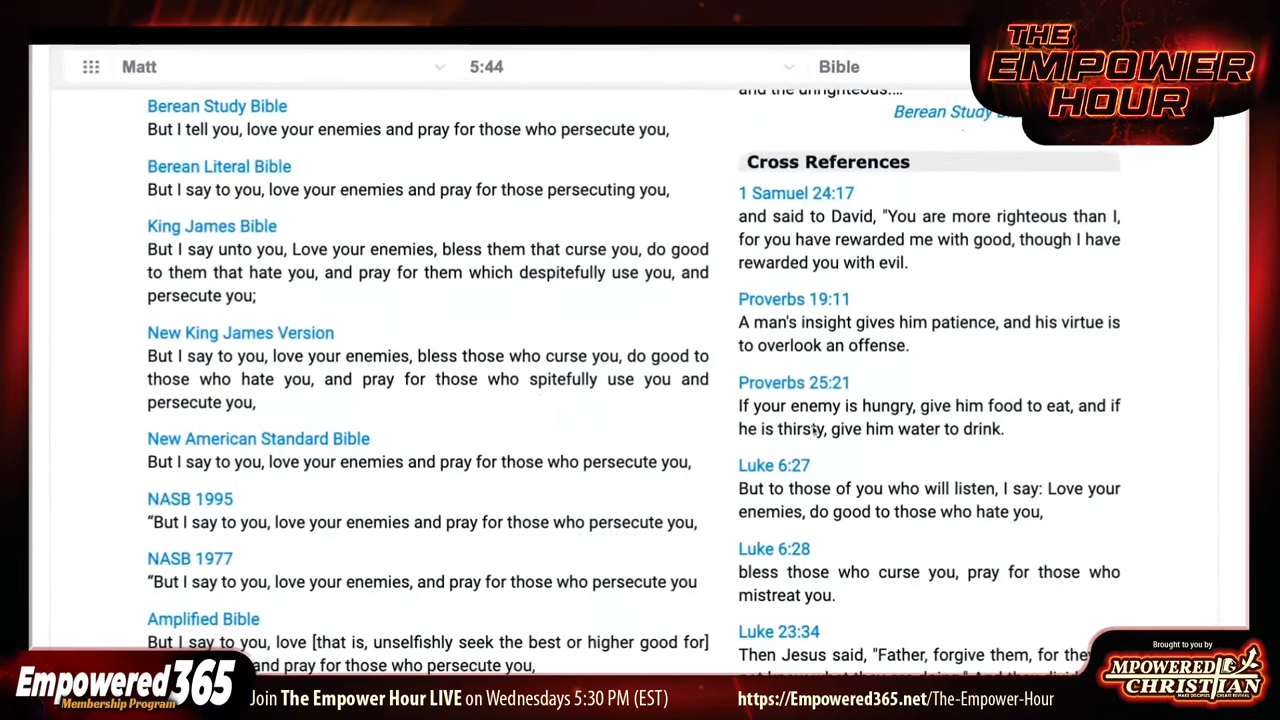 THE
EMPOWER
HOUR
Matt
5:44
Bible
Berean Study Bible
But I tell you, love your enemies and pray for those who persecute you,
Berean Literal Bible
But I say to you, love your enemies and pray for those persecuting you,
King James Bible
But I say unto you, Love your enemies, bless them that curse you, do good
to them that hate you, and pray for them which despitefully use you, and
persecute you;
New King James Version
But I say to you, love your enemies, bless those who curse you, do good to
those who hate you, and pray for those who spitefully use you and
persecute you,
New American Standard Bible
But I say to you, love your enemies and pray for those who persecute you,
NASB 1995
“But I say to you, love your enemies and pray for those who persecute you,
NASB 1977
“But I say to you, love your enemies, and pray for those who persecute you
Amplified Bible
But I say to you, love [that is, unselfishly seek the best or higher good for]
and pray for those who persecute you,
and the unrighteous....
Berean Study
Cross References
1 Samuel 24:17
and said to David, "You are more righteous than I,
for you have rewarded me with good, though I have
rewarded you with evil.
Proverbs 19:11
A man's insight gives him patience, and his virtue is
to overlook an offense.
Proverbs 25:21
If your enemy is hungry, give him food to eat, and if
he is thirsty, give him water to drink.
Luke 6:27
But to those of you who will listen, I say: Love your
enemies, do good to those who hate you,
Luke 6:28
bless those who curse you, pray for those who
mistreat you.
Luke 23:34
Then Jesus said, "Father, forgive them, for they
Empowered 365
Membership Program
Join The Empower Hour LIVE on Wednesdays 5:30 PM (EST)
https://Empowered365.net/The-Empower-Hour
Brought to you by
MPOWERED
CHRISTIAN
MAKE DISCIPLES CREATE REVIVAL